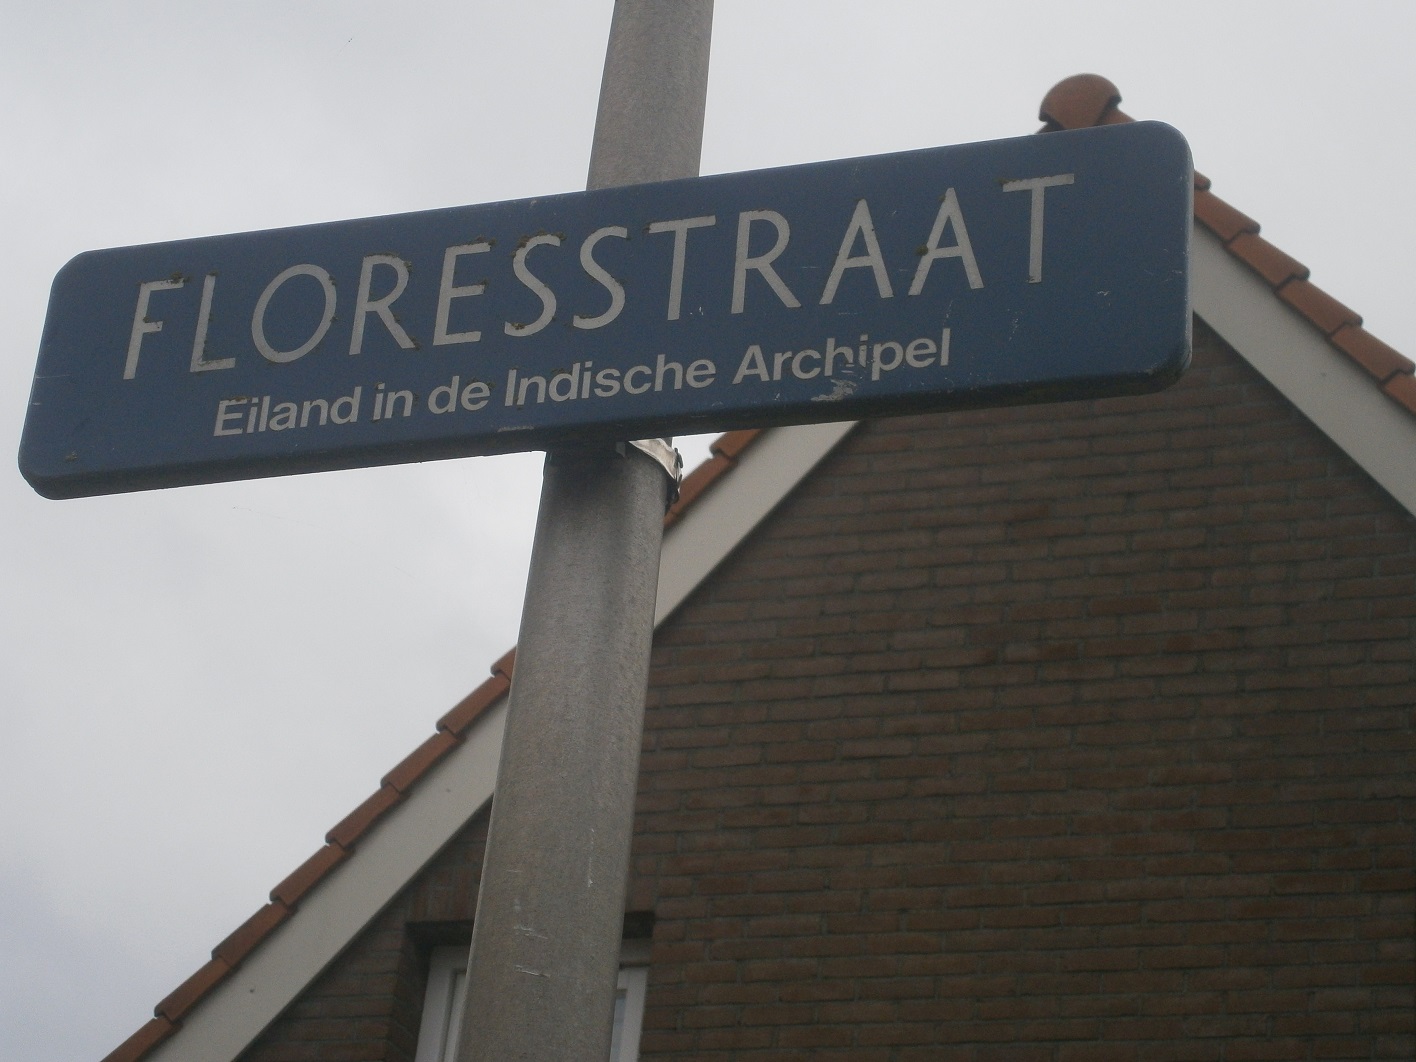 FLORESSTRAAT
Eiland in de Indische Archipel